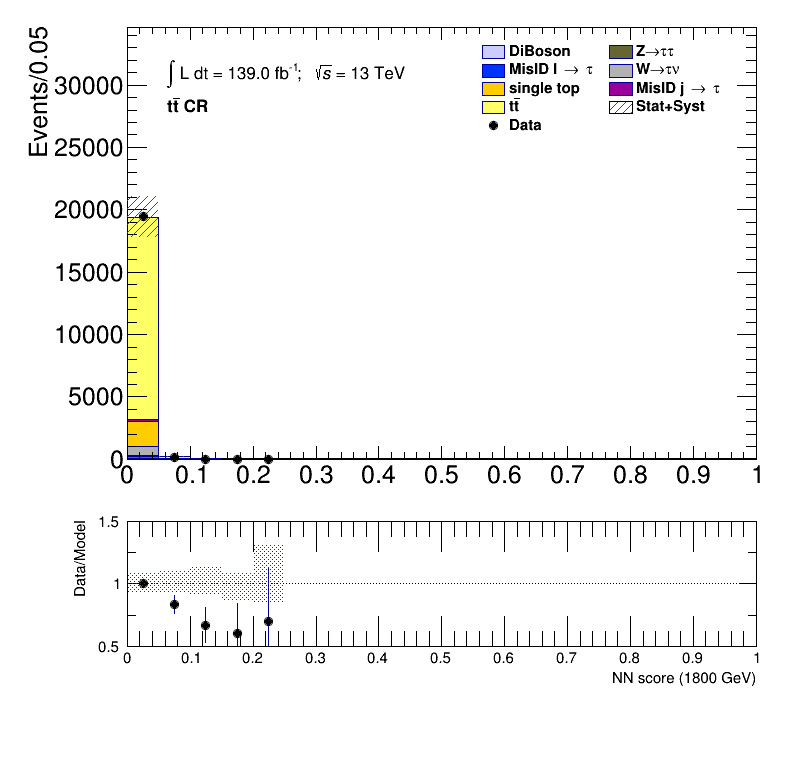 Events/0.05
30000
25000
20000
15000
10000
5000
0
∫ L dt = 139.0 fb⁻¹; √s = 13 TeV
tt̄ CR
DiBoson
MisID l → τ
single top
tt̄
Data
Z→ττ
W→τν
MisID j → τ
Stat+Syst
0 0.1 0.2 0.3 0.4 0.5 0.6 0.7 0.8 0.9 1
Data/Model
1.5
1
0.5
0 0.1 0.2 0.3 0.4 0.5 0.6 0.7 0.8 0.9 1
NN score (1800 GeV)